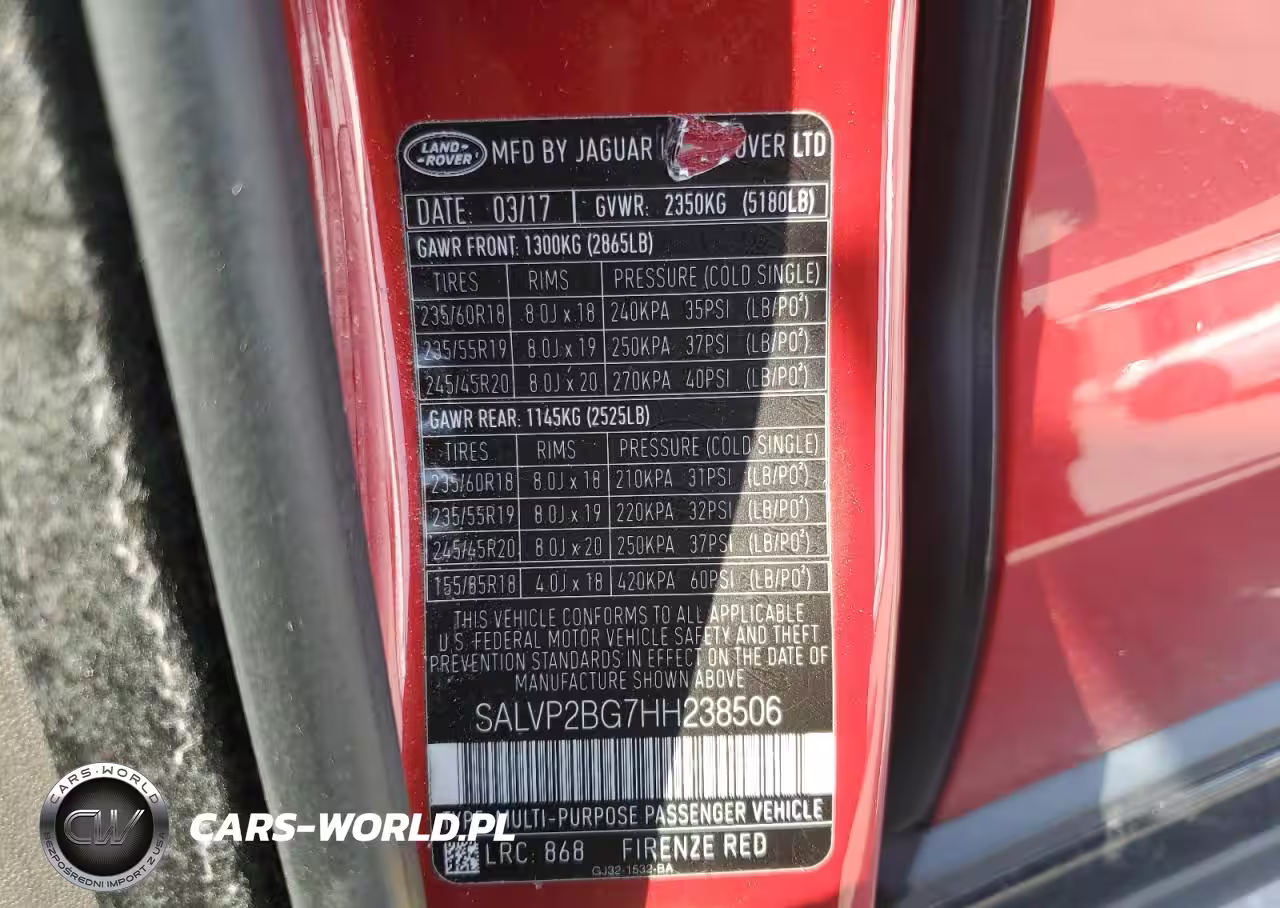 LAND-
-ROVER
MFD BY JAGUAR OVER LTD
DATE: 03/17 GVWR: 2350KG (5180LB)
GAWR FRONT: 1300KG (2865LB)
TIRES RIMS PRESSURE (COLD SINGLE)
235/60R18 8.0J x 18 240KPA 35PSI (LB/PO²)
235/55R19 8.0J x 19 250KPA 37PSI (LB/PO²)
245/45R20 8.0J x 20 270KPA 40PSI (LB/PO²)
GAWR REAR: 1145KG (2525LB)
TIRES RIMS PRESSURE (COLD SINGLE)
235/60R18 8.0J x 18 210KPA 31PSI (LB/PO²)
235/55R19 8.0J x 19 220KPA 32PSI (LB/PO²)
245/45R20 8.0J x 20 250KPA 37PSI (LB/PO²)
155/85R18 4.0J x 18 420KPA 60PSI (LB/PO²)
THIS VEHICLE CONFORMS TO ALL APPLICABLE
U.S. FEDERAL MOTOR VEHICLE SAFETY AND THEFT
PREVENTION STANDARDS IN EFFECT ON THE DATE OF
MANUFACTURE SHOWN ABOVE
SALVP2BG7HH238506
MULTI-PURPOSE PASSENGER VEHICLE
LRC: 868 FIRENZE RED
GJ32-1532-BA
CARS-WORLD
CW
BEZPOŚREDNI IMPORT Z USA
CARS-WORLD.PL